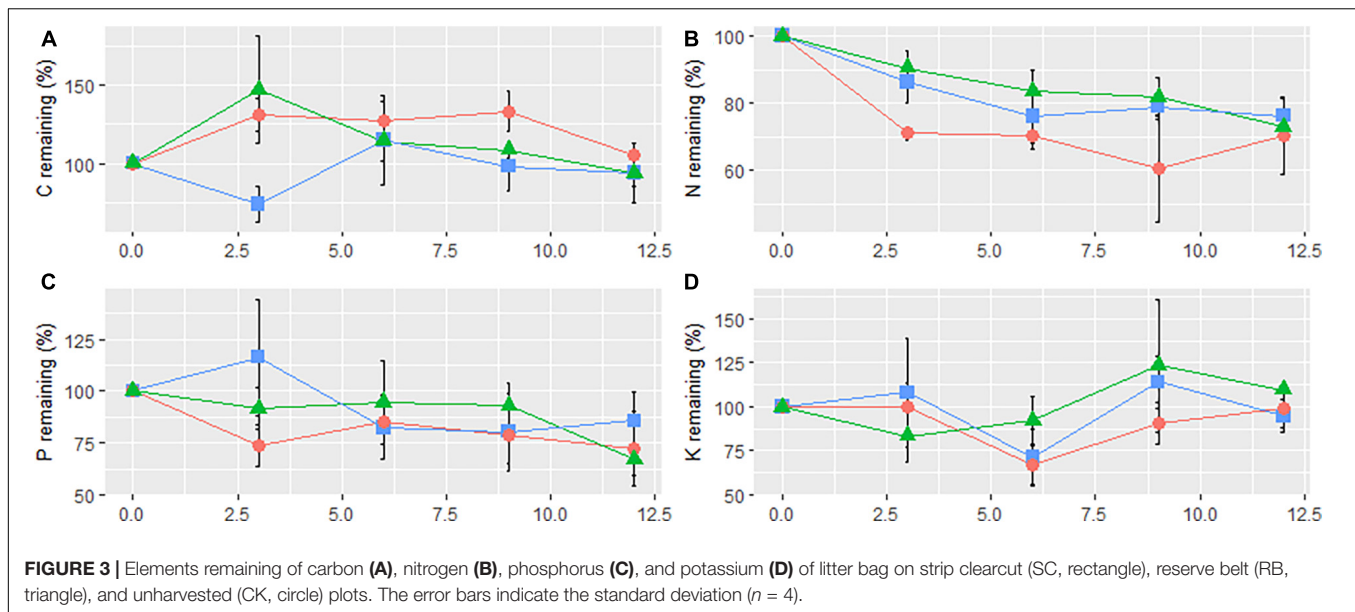 A
C remaining (%)
150
100
0.0 2.5 5.0 7.5 10.0 12.5
B
N remaining (%)
100
80
60
0.0 2.5 5.0 7.5 10.0 12.5
C
P remaining (%)
125
100
75
50
0.0 2.5 5.0 7.5 10.0 12.5
D
K remaining (%)
150
125
100
75
50
0.0 2.5 5.0 7.5 10.0 12.5
FIGURE 3 | Elements remaining of carbon (A), nitrogen (B), phosphorus (C), and potassium (D) of litter bag on strip clearcut (SC, rectangle), reserve belt (RB,
triangle), and unharvested (CK, circle) plots. The error bars indicate the standard deviation (n = 4).